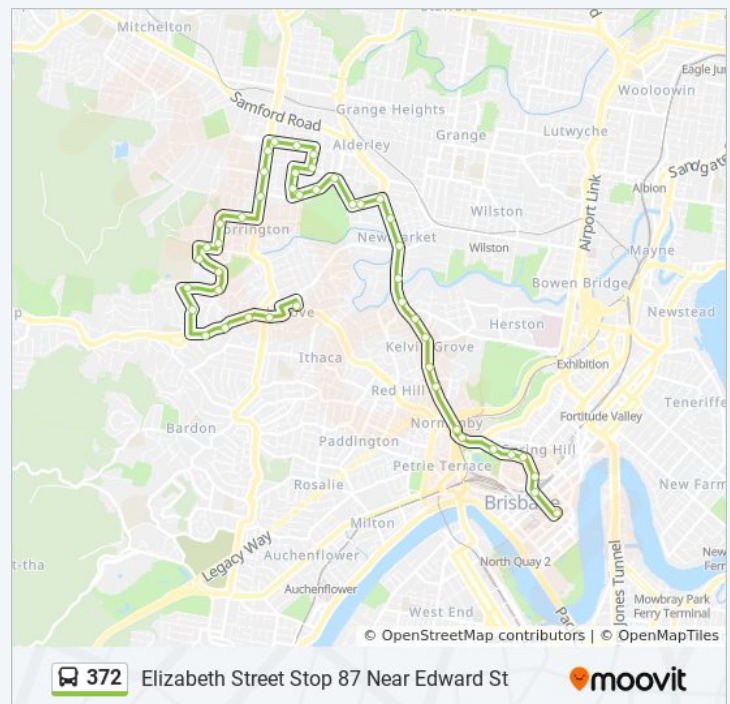 Mitchelton
Eagle Ju
Wooloowin
Samford Road
Grange Heights
Grange
Lutwyche
Alderley
Sandgate
Albion
Airport Link
Wilston
Newmarket
Wilston
Mayne
Bowen Bridge
Newstead
Herston
Kelvin Grove
Ithaca
Exhibition
Red Hill
Teneriffe
Bardon
Normanby
Fortitude Valley
Paddington
Spring Hill
Petrie Terrace
Rosalie
New Farm
Brisbane
Milton
Legacy Way
Auchenflower
North Quay 2
t-tha
Auchenflower
Jones Tunnel
Mowbray Park
Ferry Terminal
West End
© OpenStreetMap contributors | © OpenMapTiles
372 Elizabeth Street Stop 87 Near Edward St
moovit